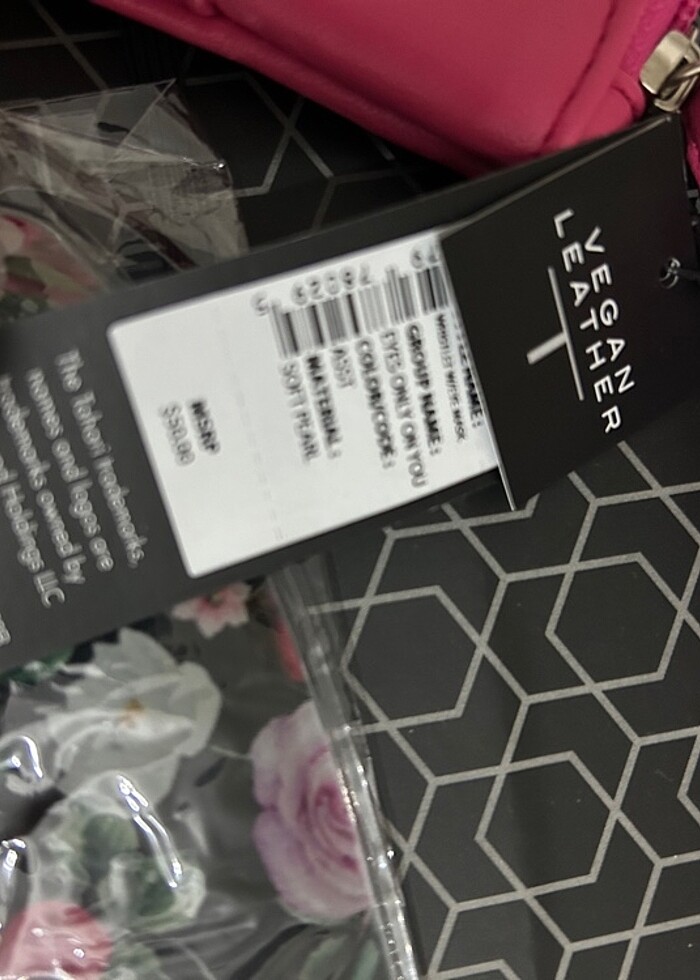 VEGAN
LEATHER
GROUP NAME:
EYES ONLY ON YOU
COLOR/CODE:
ASST
MATERIAL:
SOFT PEARL
MSRP
$50.00
The Tahari trademarks,
names and logos are
trademarks owned by
Holdings LLC